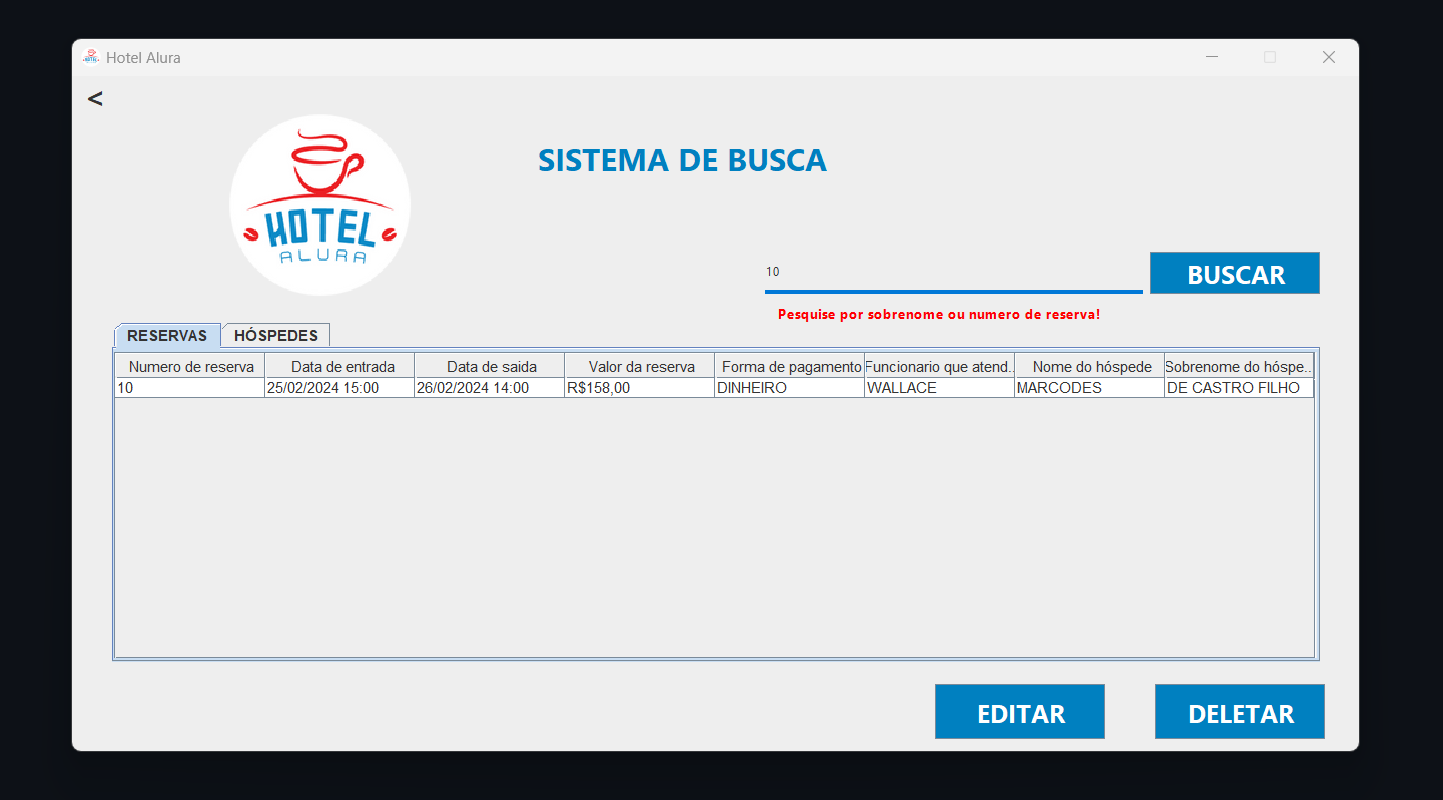 Hotel Alura
<
HOTEL
ALURA
SISTEMA DE BUSCA
10
BUSCAR
Pesquise por sobrenome ou numero de reserva!
RESERVAS HÓSPEDES
Numero de reserva Data de entrada Data de saida Valor da reserva Forma de pagamento Funcionario que atend.. Nome do hóspede Sobrenome do hóspe..
10 25/02/2024 15:00 26/02/2024 14:00 R$158,00 DINHEIRO WALLACE MARCODES DE CASTRO FILHO
EDITAR DELETAR